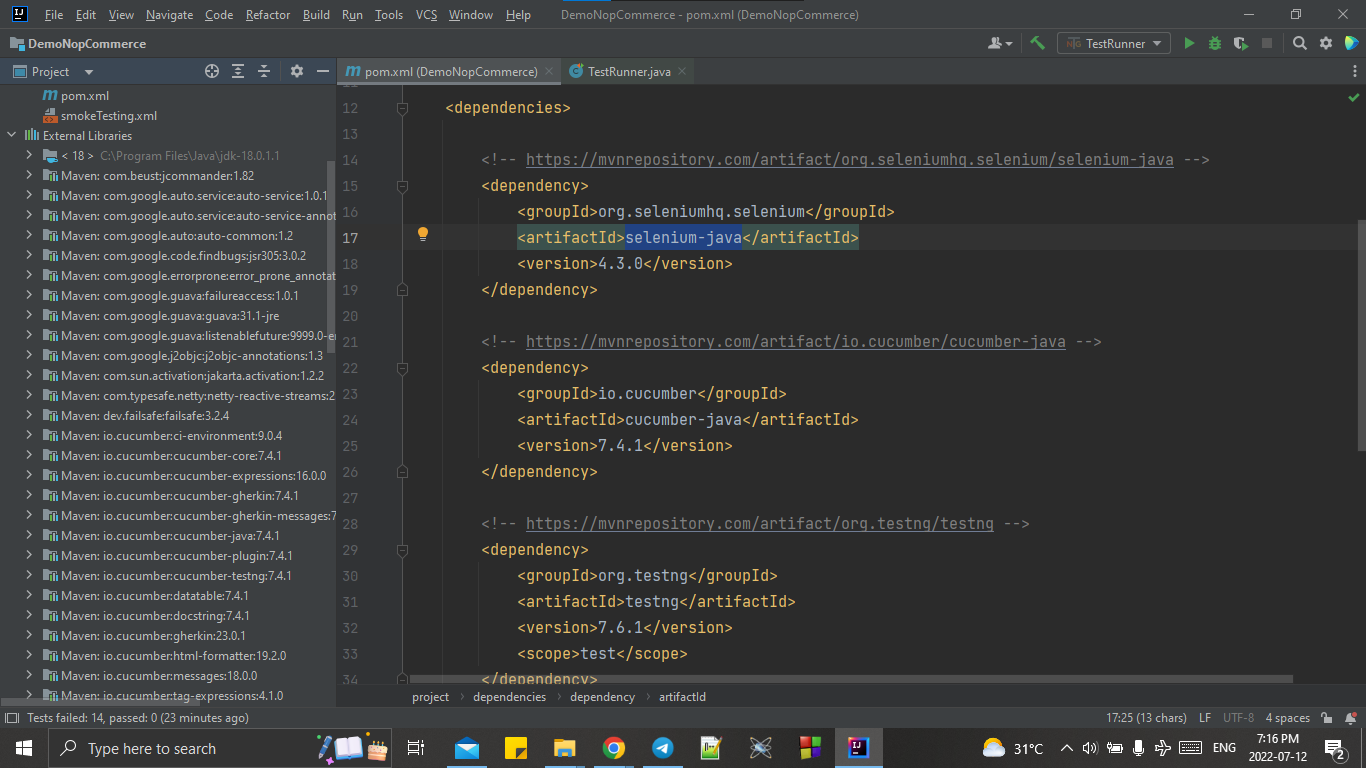 File Edit View Navigate Code Refactor Build Run Tools VCS Window Help DemoNopCommerce - pom.xml (DemoNopCommerce)
DemoNopCommerce TestRunner
Project pom.xml (DemoNopCommerce) TestRunner.java
pom.xml
smokeTesting.xml
External Libraries
< 18 > C:\Program Files\Java\jdk-18.0.1.1
Maven: com.beust:jcommander:1.82
Maven: com.google.auto.service:auto-service:1.0.1
Maven: com.google.auto.service:auto-service-annot
Maven: com.google.auto:auto-common:1.2
Maven: com.google.code.findbugs:jsr305:3.0.2
Maven: com.google.errorprone:error_prone_annotat
Maven: com.google.guava:failureaccess:1.0.1
Maven: com.google.guava:guava:31.1-jre
Maven: com.google.guava:listenablefuture:9999.0-e
Maven: com.google.j2objc:j2objc-annotations:1.3
Maven: com.sun.activation:jakarta.activation:1.2.2
Maven: com.typesafe.netty:netty-reactive-streams:2
Maven: dev.failsafe:failsafe:3.2.4
Maven: io.cucumber:ci-environment:9.0.4
Maven: io.cucumber:cucumber-core:7.4.1
Maven: io.cucumber:cucumber-expressions:16.0.0
Maven: io.cucumber:cucumber-gherkin:7.4.1
Maven: io.cucumber:cucumber-gherkin-messages:7
Maven: io.cucumber:cucumber-java:7.4.1
Maven: io.cucumber:cucumber-plugin:7.4.1
Maven: io.cucumber:cucumber-testng:7.4.1
Maven: io.cucumber:datatable:7.4.1
Maven: io.cucumber:docstring:7.4.1
Maven: io.cucumber:gherkin:23.0.1
Maven: io.cucumber:html-formatter:19.2.0
Maven: io.cucumber:messages:18.0.0
Maven: io.cucumber:tag-expressions:4.1.0
11
12 <dependencies>
13
14 <!-- https://mvnrepository.com/artifact/org.seleniumhq.selenium/selenium-java -->
15 <dependency>
16 <groupId>org.seleniumhq.selenium</groupId>
17 <artifactId>selenium-java</artifactId>
18 <version>4.3.0</version>
19 </dependency>
20
21 <!-- https://mvnrepository.com/artifact/io.cucumber/cucumber-java -->
22 <dependency>
23 <groupId>io.cucumber</groupId>
24 <artifactId>cucumber-java</artifactId>
25 <version>7.4.1</version>
26 </dependency>
27
28 <!-- https://mvnrepository.com/artifact/org.testng/testng -->
29 <dependency>
30 <groupId>org.testng</groupId>
31 <artifactId>testng</artifactId>
32 <version>7.6.1</version>
33 <scope>test</scope>
34 </dependency>
project dependencies dependency artifactId
Tests failed: 14, passed: 0 (23 minutes ago) 17:25 (13 chars) LF UTF-8 4 spaces
Type here to search 31°C ENG 7:16 PM
2022-07-12 2